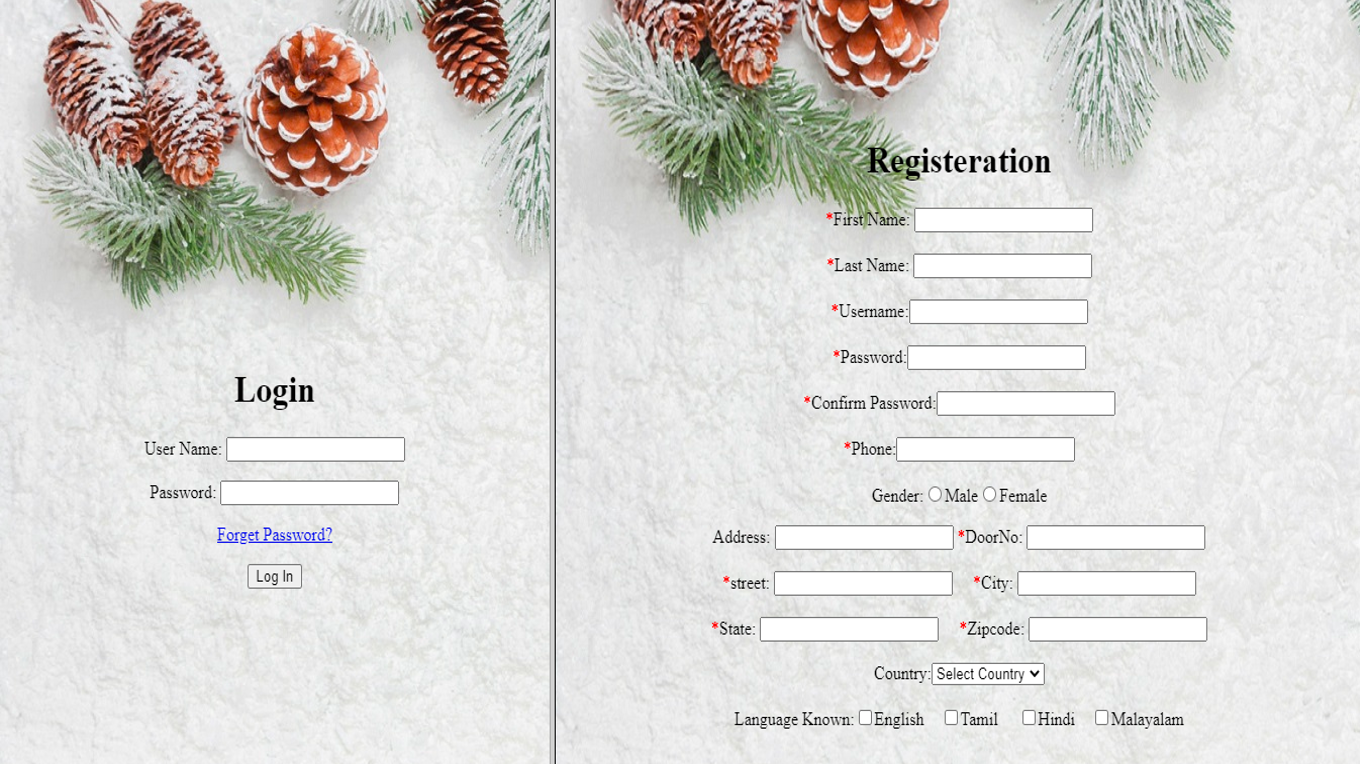 Login
User Name:
Password:
Forget Password?
Log In
Registeration
*First Name:
*Last Name:
*Username:
*Password:
*Confirm Password:
*Phone:
Gender: Male Female
Address: *DoorNo:
*street: *City:
*State: *Zipcode:
Country: Select Country
Language Known: English Tamil Hindi Malayalam